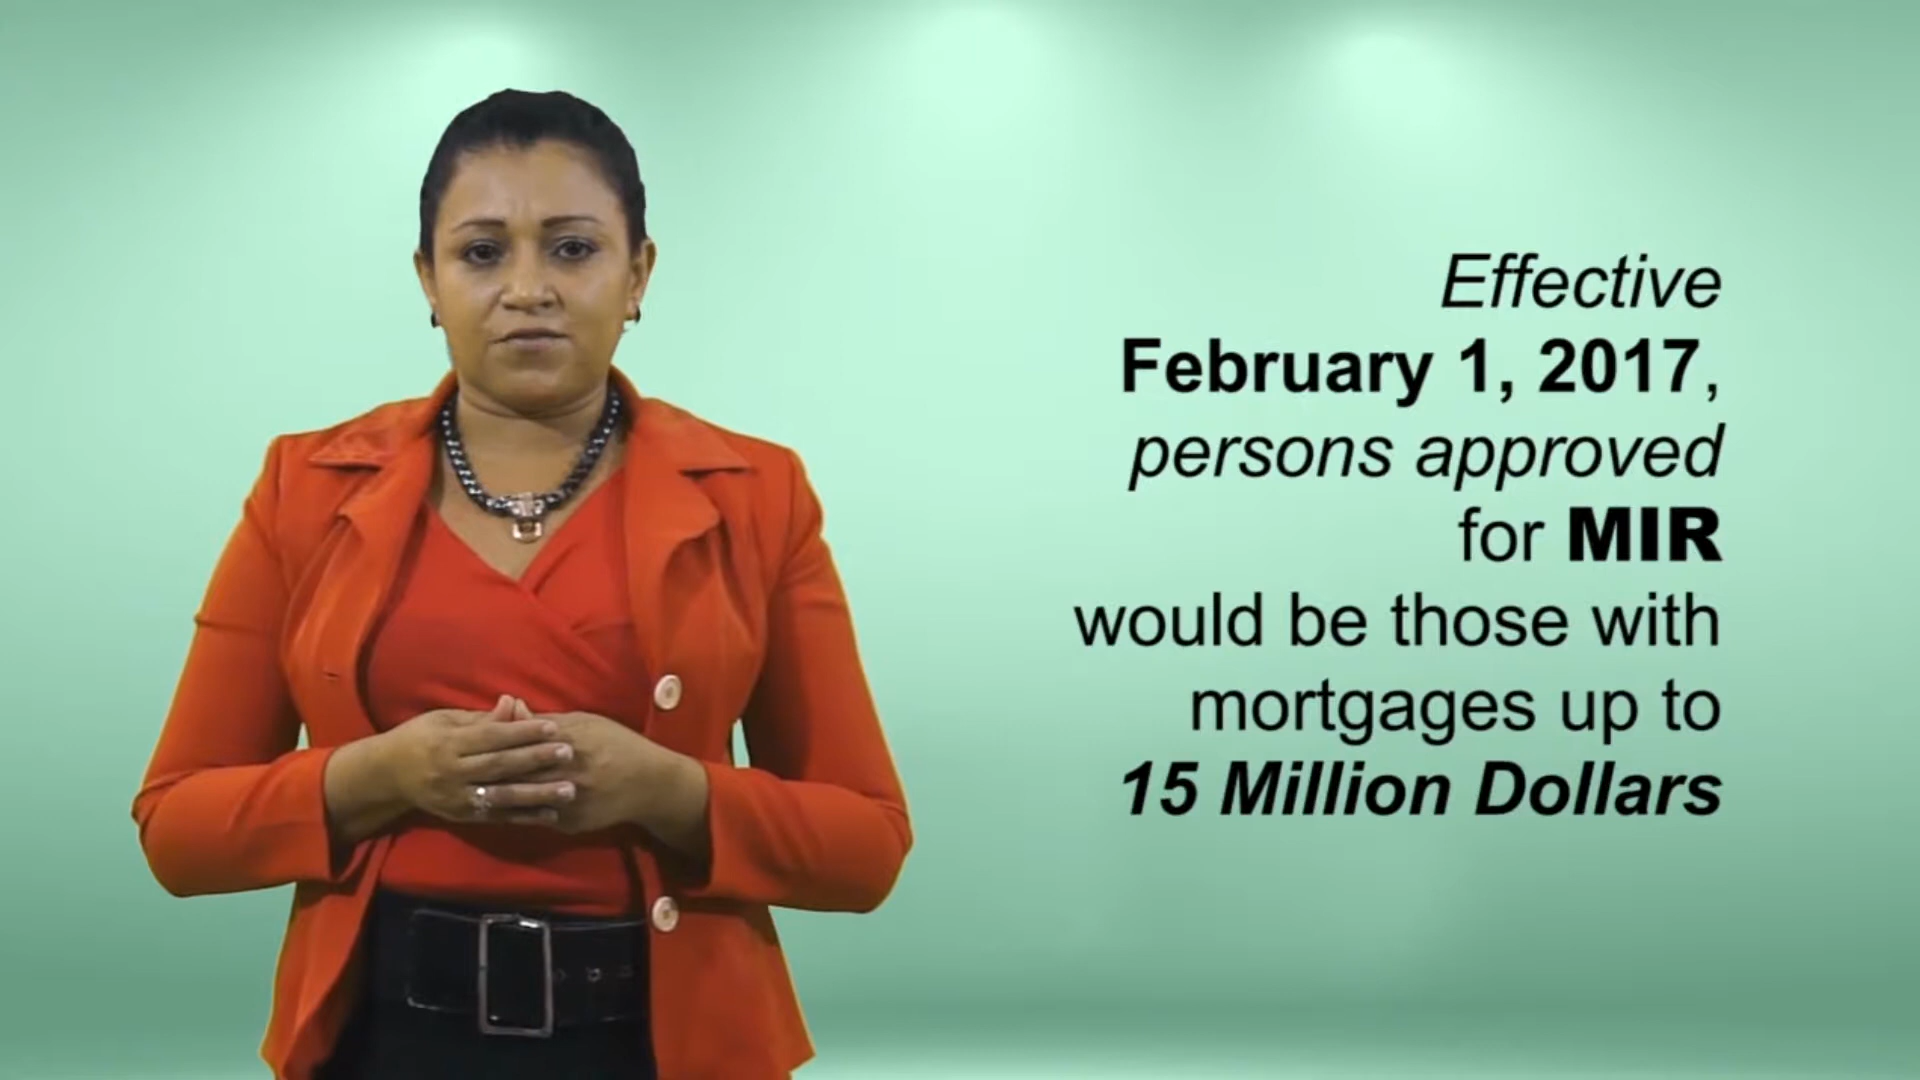 Effective
February 1, 2017,
persons approved
for MIR
would be those with
mortgages up to
15 Million Dollars